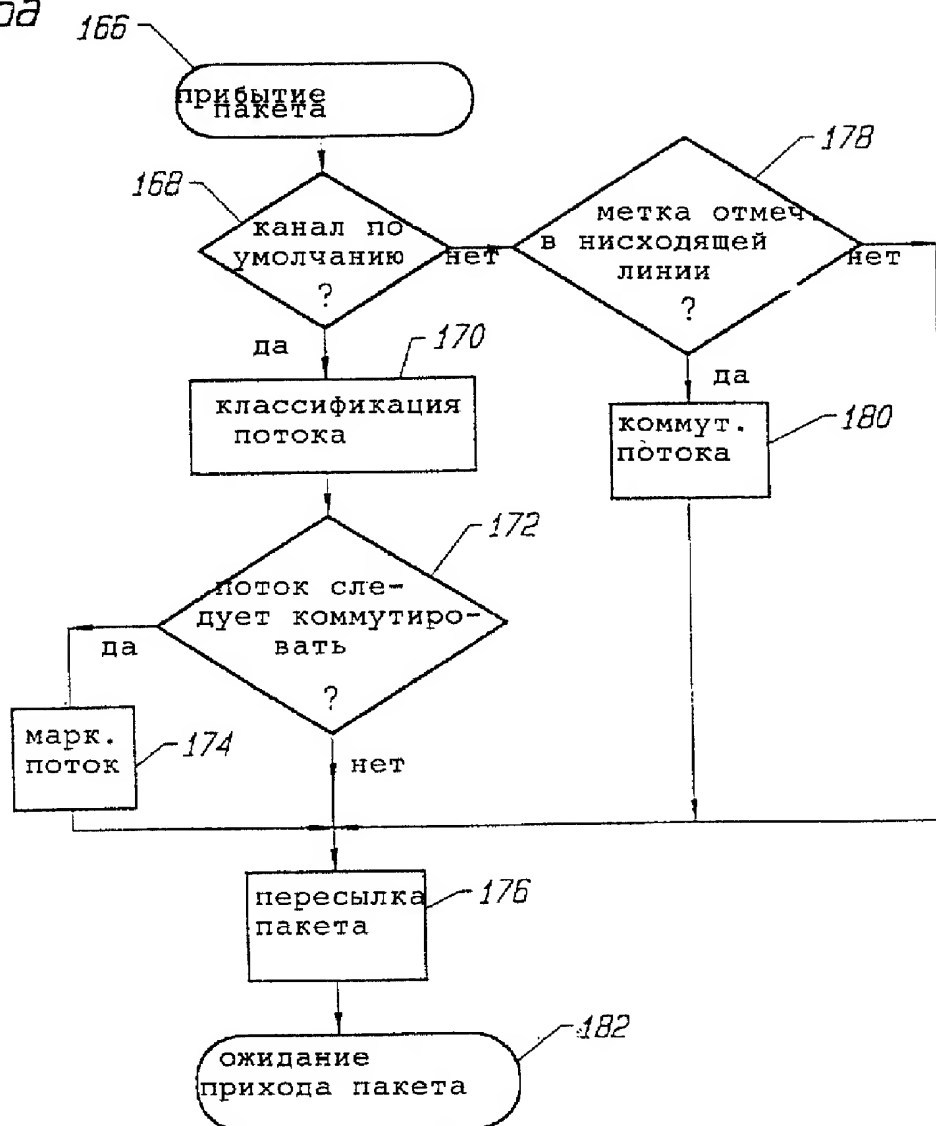 166
прибытие
пакета
168
канал по
умолчанию
?
нет
да
178
метка отмеч.
в нисходящей
линии
?
нет
да
170
классификация
потока
коммут.
потока
180
172
поток сле-
дует коммутиро-
вать
?
да
нет
марк.
поток
174
пересылка
пакета
176
ожидание
прихода пакета
182